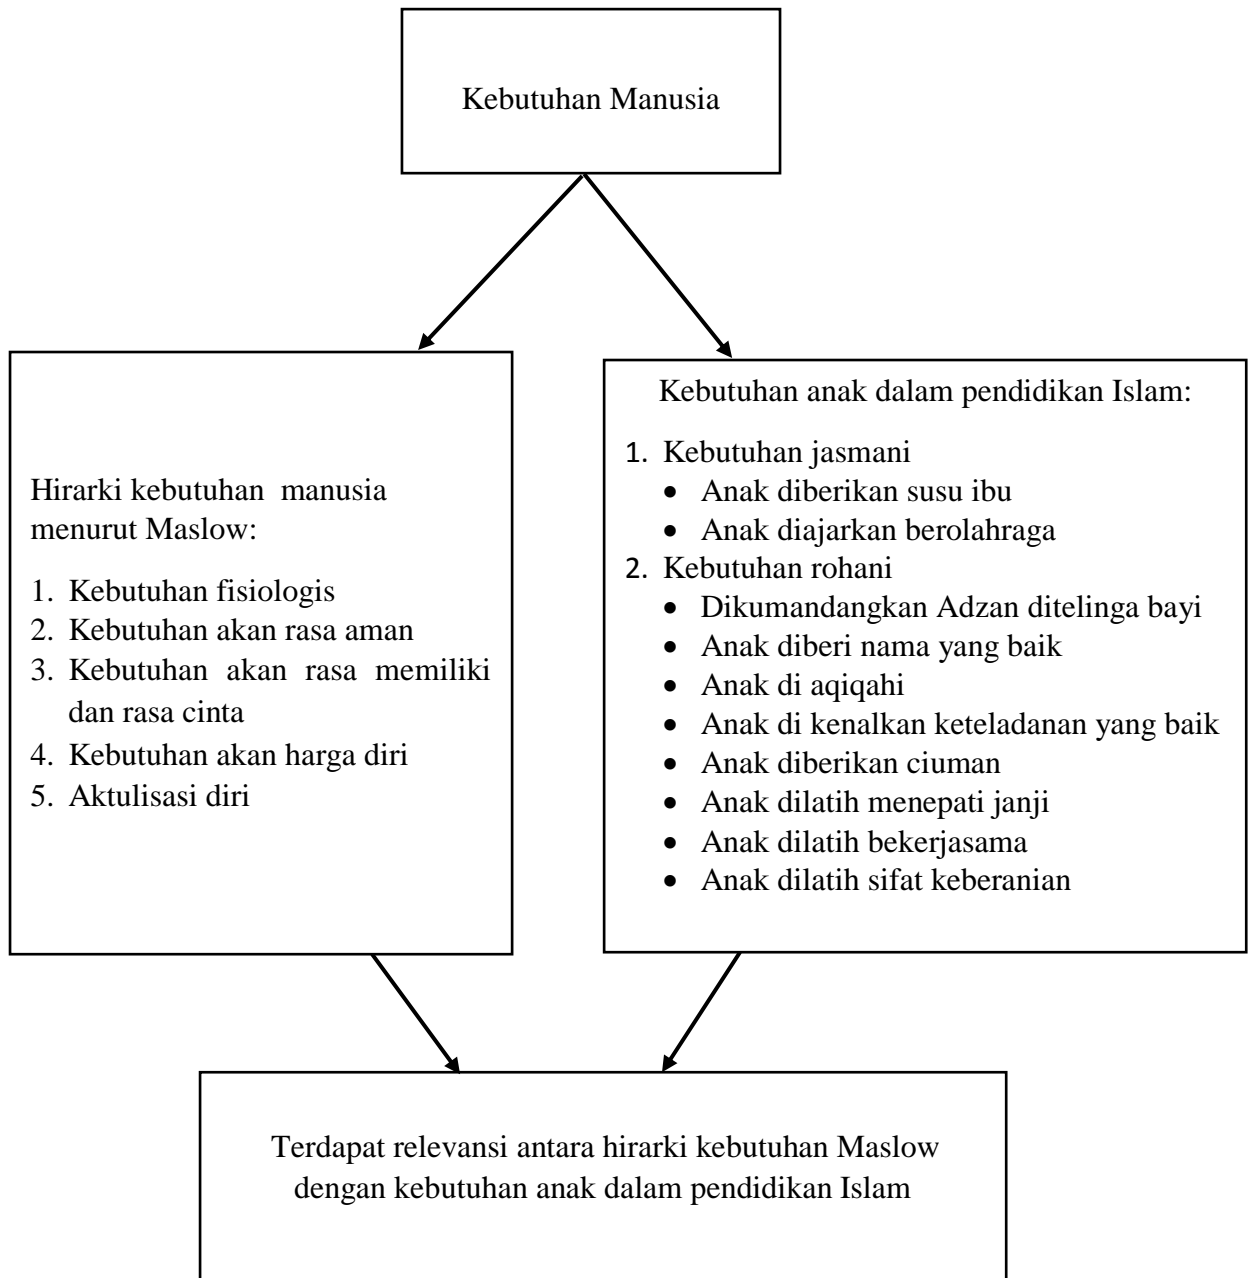 Kebutuhan Manusia
Hirarki kebutuhan manusia
menurut Maslow:
1. Kebutuhan fisiologis
2. Kebutuhan akan rasa aman
3. Kebutuhan akan rasa memiliki
dan rasa cinta
4. Kebutuhan akan harga diri
5. Aktulisasi diri
Kebutuhan anak dalam pendidikan Islam:
1. Kebutuhan jasmani
• Anak diberikan susu ibu
• Anak diajarkan berolahraga
2. Kebutuhan rohani
• Dikumandangkan Adzan ditelinga bayi
• Anak diberi nama yang baik
• Anak di aqiqahi
• Anak di kenalkan keteladanan yang baik
• Anak diberikan ciuman
• Anak dilatih menepati janji
• Anak dilatih bekerjasama
• Anak dilatih sifat keberanian
Terdapat relevansi antara hirarki kebutuhan Maslow
dengan kebutuhan anak dalam pendidikan Islam